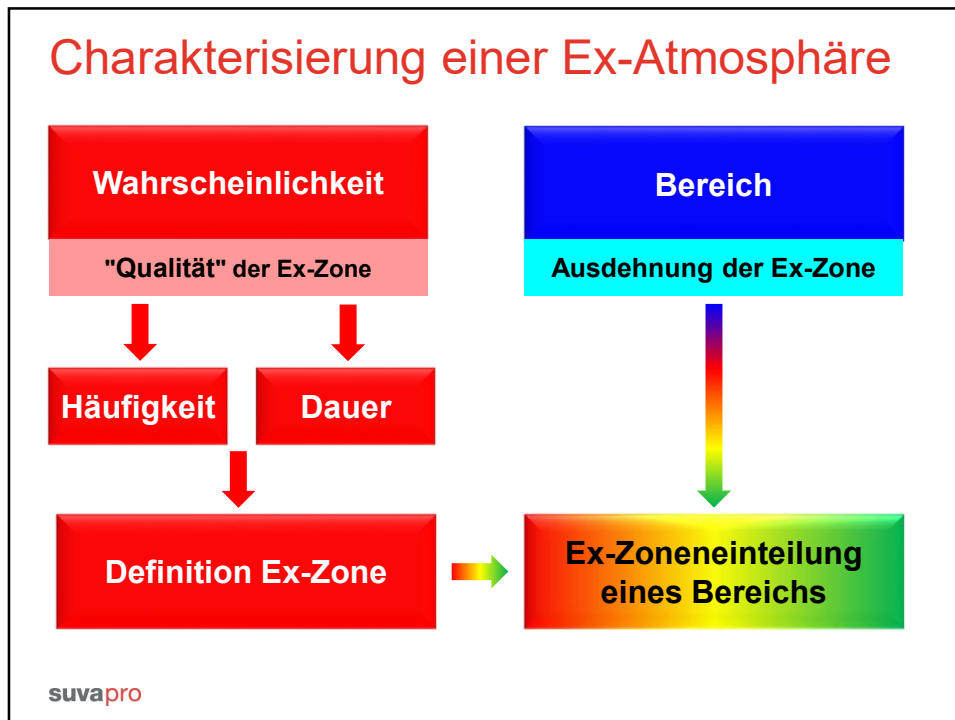 Charakterisierung einer Ex-Atmosphäre
Wahrscheinlichkeit
"Qualität" der Ex-Zone
Bereich
Ausdehnung der Ex-Zone
Häufigkeit
Dauer
Definition Ex-Zone
Ex-Zoneneinteilung
eines Bereichs
suvapro